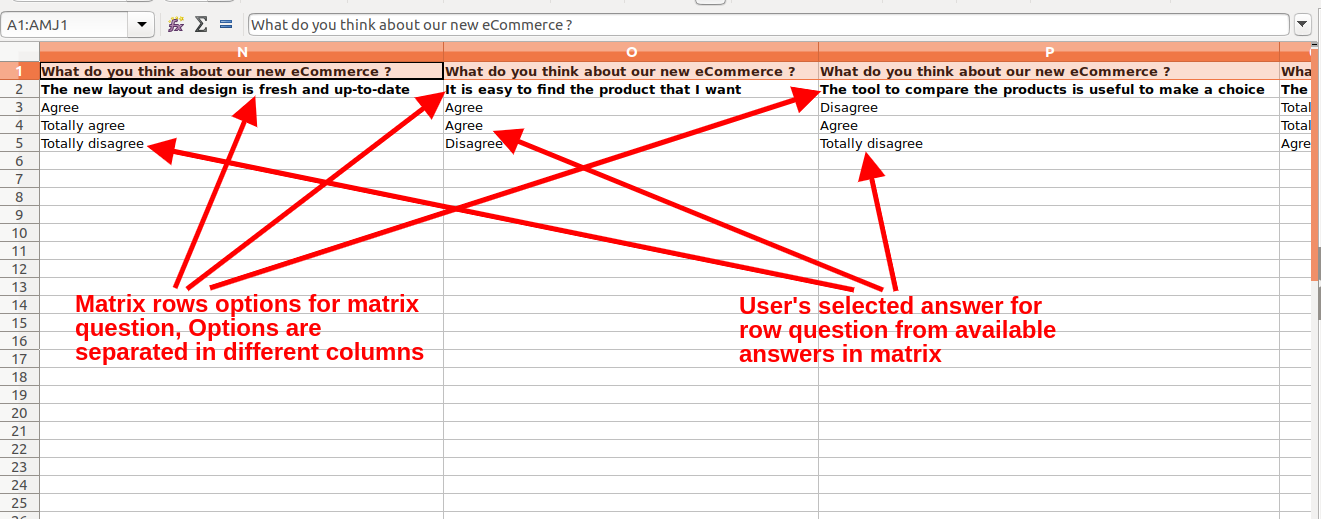 A1:AMJ1 What do you think about our new eCommerce ?
N O P
1 What do you think about our new eCommerce ? What do you think about our new eCommerce ? What do you think about our new eCommerce ? Wha
2 The new layout and design is fresh and up-to-date It is easy to find the product that I want The tool to compare the products is useful to make a choice The
3 Agree Agree Disagree Total
4 Totally agree Agree Agree Total
5 Totally disagree Disagree Totally disagree Agre
6
7
8
9
10
11
12
13
14
15
16
17
18
19
20
21
22
23
24
25
Matrix rows options for matrix
question, Options are
separated in different columns
User's selected answer for
row question from available
answers in matrix